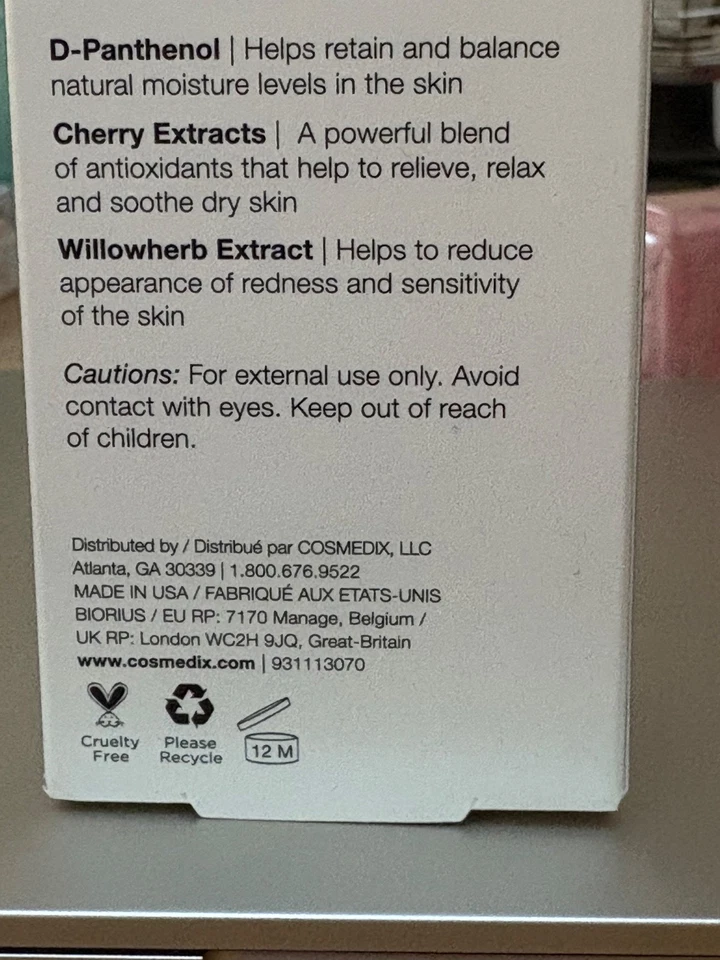 D-Panthenol | Helps retain and balance
natural moisture levels in the skin
Cherry Extracts | A powerful blend
of antioxidants that help to relieve, relax
and soothe dry skin
Willowherb Extract | Helps to reduce
appearance of redness and sensitivity
of the skin
Cautions: For external use only. Avoid
contact with eyes. Keep out of reach
of children.
Distributed by / Distribué par COSMEDIX, LLC
Atlanta, GA 30339 | 1.800.676.9522
MADE IN USA / FABRIQUÉ AUX ETATS-UNIS
BIORIUS / EU RP: 7170 Manage, Belgium /
UK RP: London WC2H 9JQ, Great-Britain
www.cosmedix.com | 931113070
Cruelty
Free
Please
Recycle
12 M